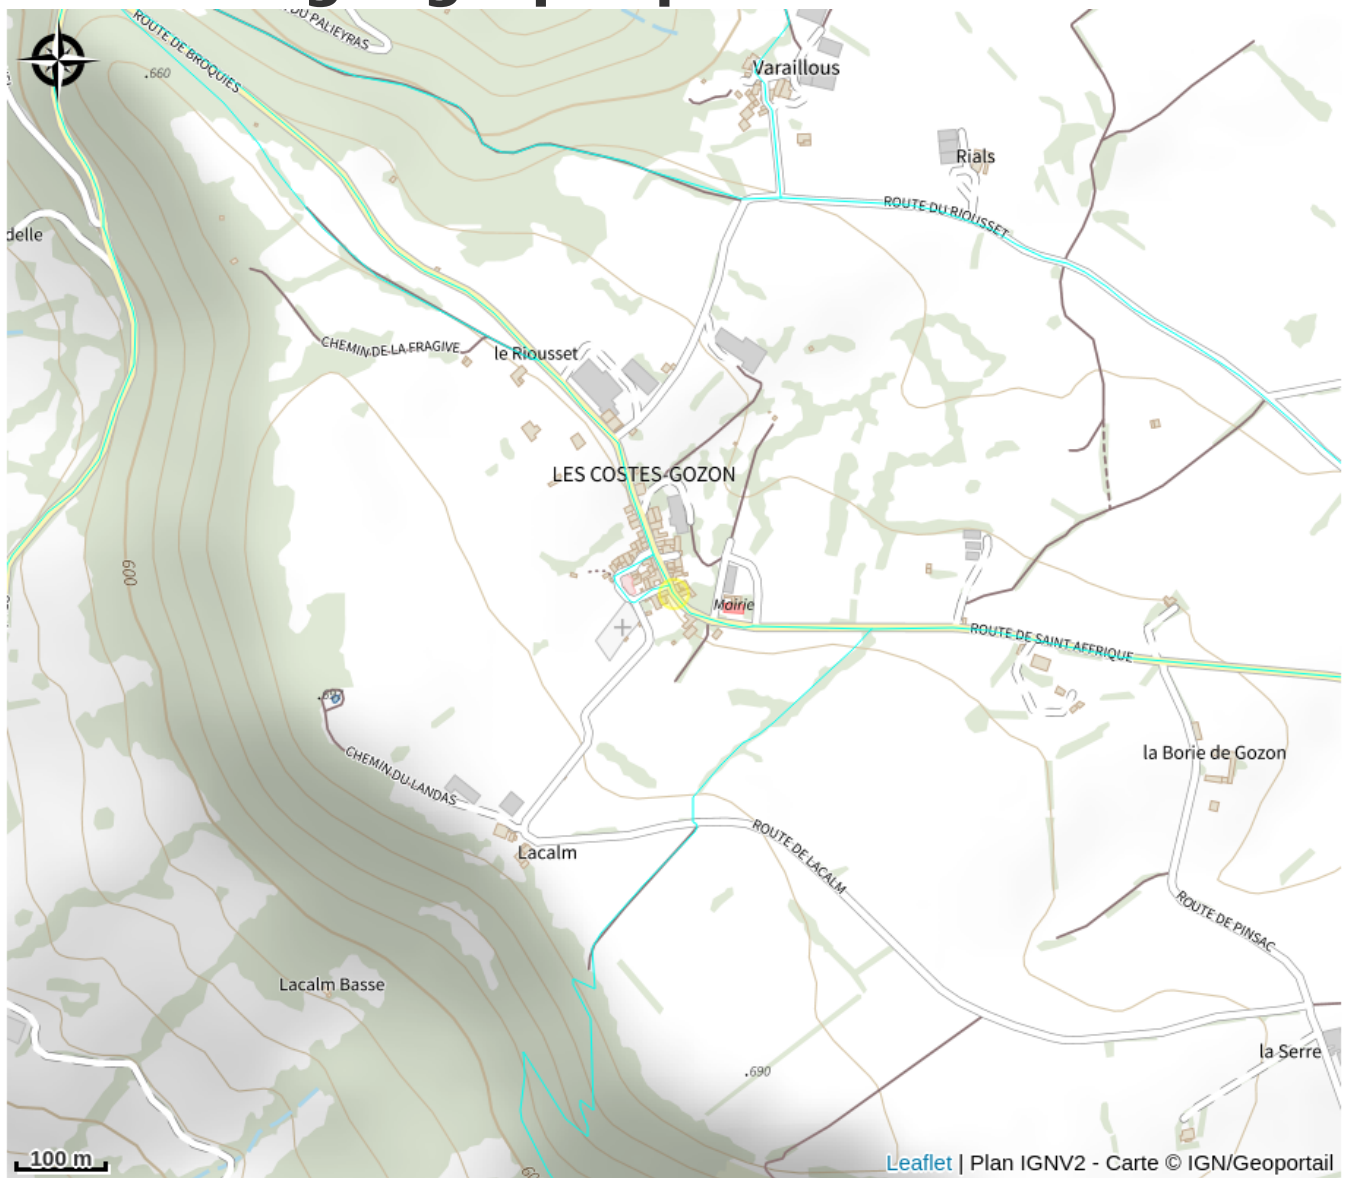 DU PALIEYRAS
ROUTE DE BROQUIES
.660
Varaillous
Rials
ROUTE DU RIOUSSET
delle
CHEMIN DE LA FRAGIVE
le Riousset
LES COSTES-GOZON
600
Mairie
ROUTE DE SAINT AFFRIQUE
la Borie de Gozon
CHEMIN DU LANDAS
Lacalm
ROUTE DE LACALM
ROUTE DE PINSAC
Lacalm Basse
la Serre
.690
100 m
Leaflet | Plan IGNV2 - Carte © IGN/Geoportail